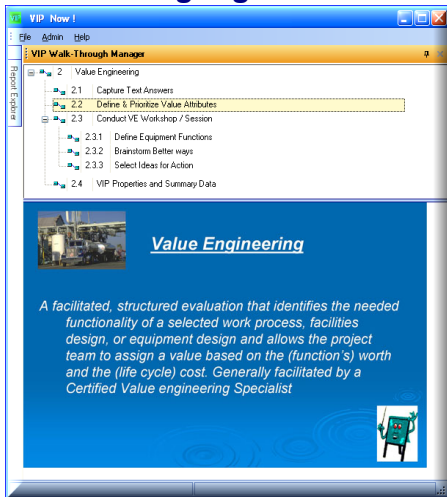 VIP Now !
File Admin Help
VIP Walk-Through Manager
Report Explorer
2 Value Engineering
2.1 Capture Text Answers
2.2 Define & Prioritize Value Attributes
2.3 Conduct VE Workshop / Session
2.3.1 Define Equipment Functions
2.3.2 Brainstorm Better ways
2.3.3 Select Ideas for Action
2.4 VIP Properties and Summary Data
Value Engineering
A facilitated, structured evaluation that identifies the needed
functionality of a selected work process, facilities
design, or equipment design and allows the project
team to assign a value based on the (function's) worth
and the (life cycle) cost. Generally facilitated by a
Certified Value engineering Specialist